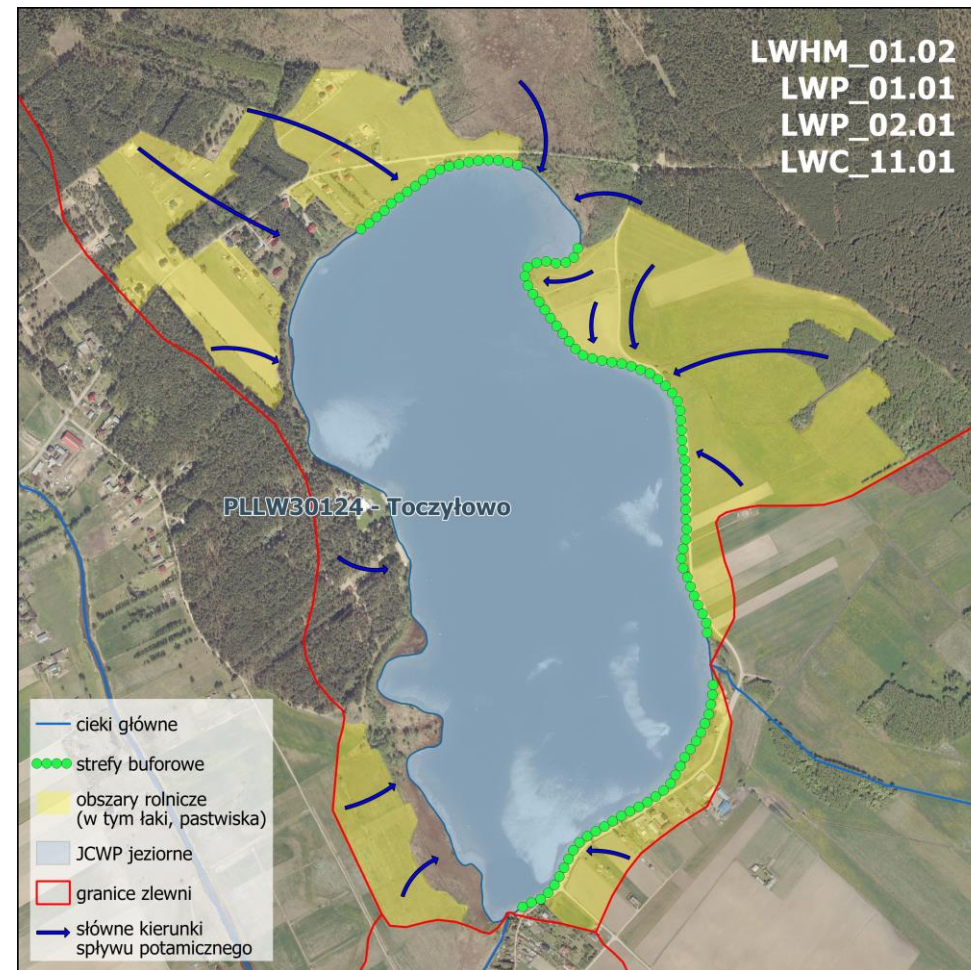 LWHM_01.02
LWP_01.01
LWP_02.01
LWC_11.01
PLLW30124 - Toczyłowo
cieki główne
strefy buforowe
obszary rolnicze
(w tym łaki, pastwiska)
JCWP jeziorne
granice zlewni
słówne kierunki
spływu potamicznego